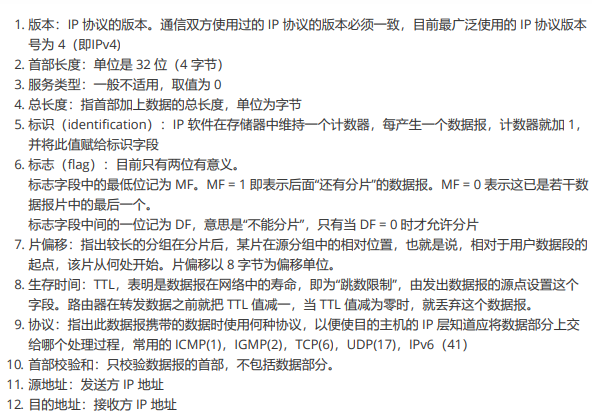 1. 版本：IP 协议的版本。通信双方使用过的 IP 协议的版本必须一致，目前最广泛使用的 IP 协议版本
号为 4（即IPv4)
2. 首部长度：单位是 32 位（4 字节）
3. 服务类型：一般不适用，取值为 0
4. 总长度：指首部加上数据的总长度，单位为字节
5. 标识（identification）：IP 软件在存储器中维持一个计数器，每产生一个数据报，计数器就加 1，
并将此值赋给标识字段
6. 标志（flag）：目前只有两位有意义。
标志字段中的最低位记为 MF。MF = 1 即表示后面“还有分片”的数据报。MF = 0 表示这已是若干数
据报片中的最后一个。
标志字段中间的一位记为 DF，意思是“不能分片”，只有当 DF = 0 时才允许分片
7. 片偏移：指出较长的分组在分片后，某片在源分组中的相对位置，也就是说，相对于用户数据段的
起点，该片从何处开始。片偏移以 8 字节为偏移单位。
8. 生存时间：TTL，表明是数据报在网络中的寿命，即为“跳数限制”，由发出数据报的源点设置这个
字段。路由器在转发数据之前就把 TTL 值减一，当 TTL 值减为零时，就丢弃这个数据报。
9. 协议：指出此数据报携带的数据时使用何种协议，以便使目的主机的 IP 层知道应将数据部分上交
给哪个处理过程，常用的 ICMP(1)，IGMP(2)，TCP(6)，UDP(17)，IPv6（41）
10. 首部校验和：只校验数据报的首部，不包括数据部分。
11. 源地址：发送方 IP 地址
12. 目的地址：接收方 IP 地址